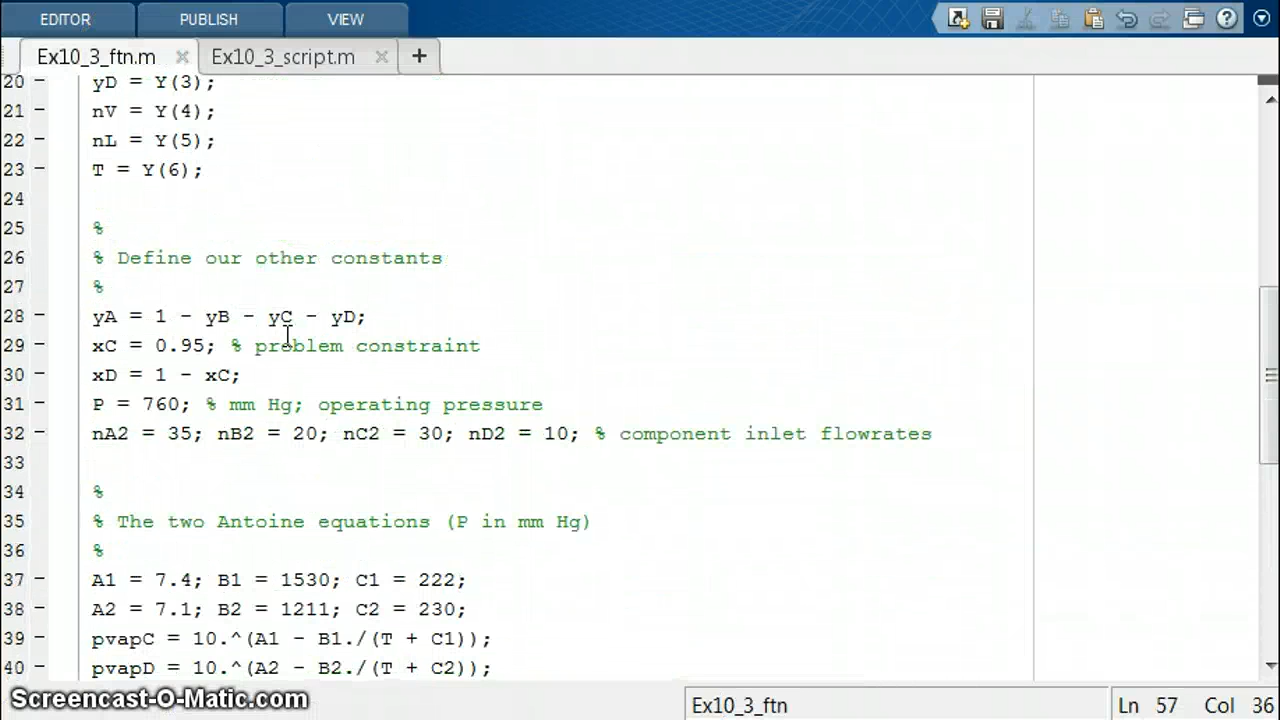 EDITOR PUBLISH VIEW
Ex10_3_ftn.m Ex10_3_script.m +
20 - yD = Y(3);
21 - nV = Y(4);
22 - nL = Y(5);
23 - T = Y(6);
24
25 %
26 % Define our other constants
27 %
28 - yA = 1 - yB - yC - yD;
29 - xC = 0.95; % problem constraint
30 - xD = 1 - xC;
31 - P = 760; % mm Hg; operating pressure
32 - nA2 = 35; nB2 = 20; nC2 = 30; nD2 = 10; % component inlet flowrates
33
34 %
35 % The two Antoine equations (P in mm Hg)
36 %
37 - A1 = 7.4; B1 = 1530; C1 = 222;
38 - A2 = 7.1; B2 = 1211; C2 = 230;
39 - pvapC = 10.^(A1 - B1./(T + C1));
40 - pvapD = 10.^(A2 - B2./(T + C2));
Screencast-O-Matic.com Ex10_3_ftn Ln 57 Col 36